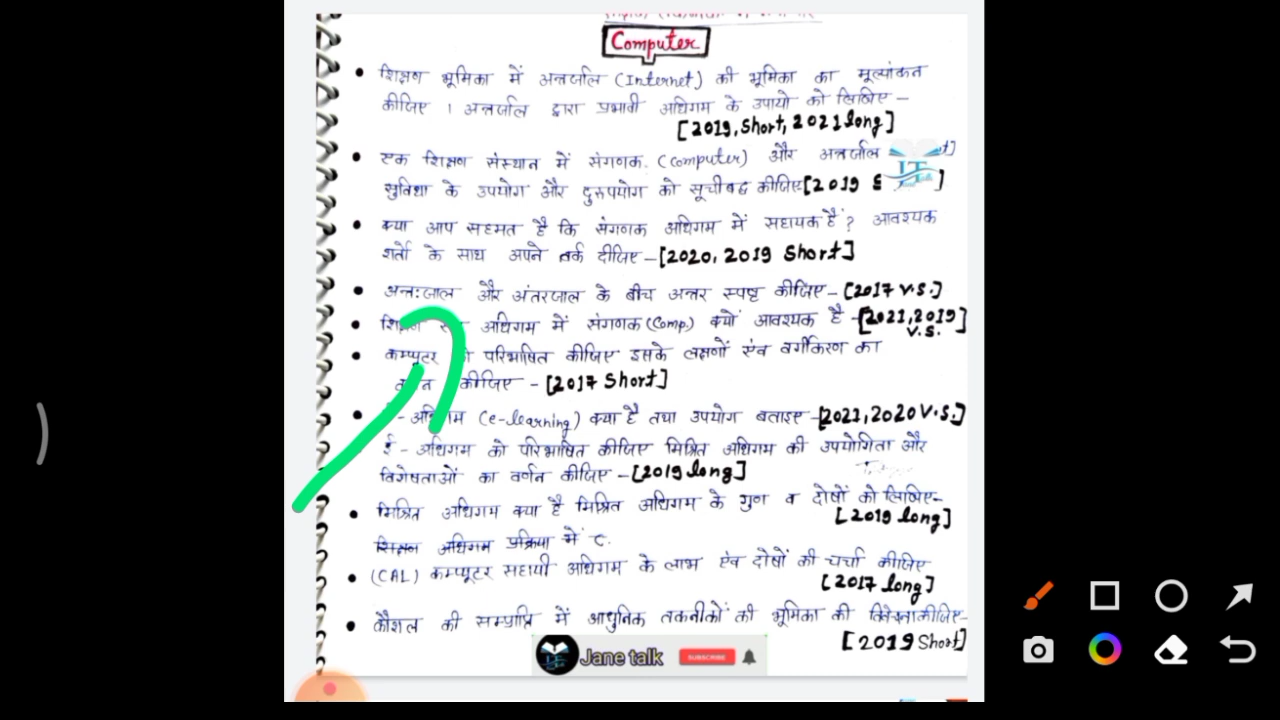 Computer
• शिक्षण भूमिका में अन्तर्जाल (Internet) की भूमिका का मूल्यांकन
कीजिए । अन्तर्जाल द्वारा प्रभावी अधिगम के उपायो को लिखिए –
[2019, Short, 2021 long]
• एक शिक्षण संस्थान में संगणक (Computer) और अन्तर्जाल
सुविधा के उपयोग और दुरुपयोग को सूचीबद्ध कीजिए [2019 S
• क्या आप सहमत है कि संगणक अधिगम में सहायक हैं ? आवश्यक
शर्तो के साथ अपने तर्क दीजिए – [2020, 2019 Short]
• अन्तःजाल और अंतरजाल के बीच अन्तर स्पष्ट कीजिए – [2017 V.S.]
• शिक्षण अधिगम में संगणक (Comp.) क्यों आवश्यक है – [2021, 2019
V.S.
• कम्प्यूटर परिभाषित कीजिए इसके लक्षणों एंव वर्गीकरण का
कीजिए – [2017 Short]
• - अधिगम (e-learning) क्या है तथा उपयोग बताइए – [2021, 2020 V.S.]
ई - अधिगम को परिभाषित कीजिए मिश्रित अधिगम की उपयोगिता और
विशेषताओं का वर्णन कीजिए – [2019 long]
• मिश्रित अधिगम क्या है मिश्रित अधिगम के गुण व दोषों को लिखिए –
[2019 long]
शिक्षण अधिगम प्रक्रिया में C.
• (CAL) कम्प्यूटर सहायी अधिगम के लाभ एंव दोषों की चर्चा कीजिए
[2017 long]
• कौशल की सम्प्राप्ति में आधुनिक तकनीकों की भूमिका की कीजिए –
[2019 Short]
Jane talk SUBSCRIBE